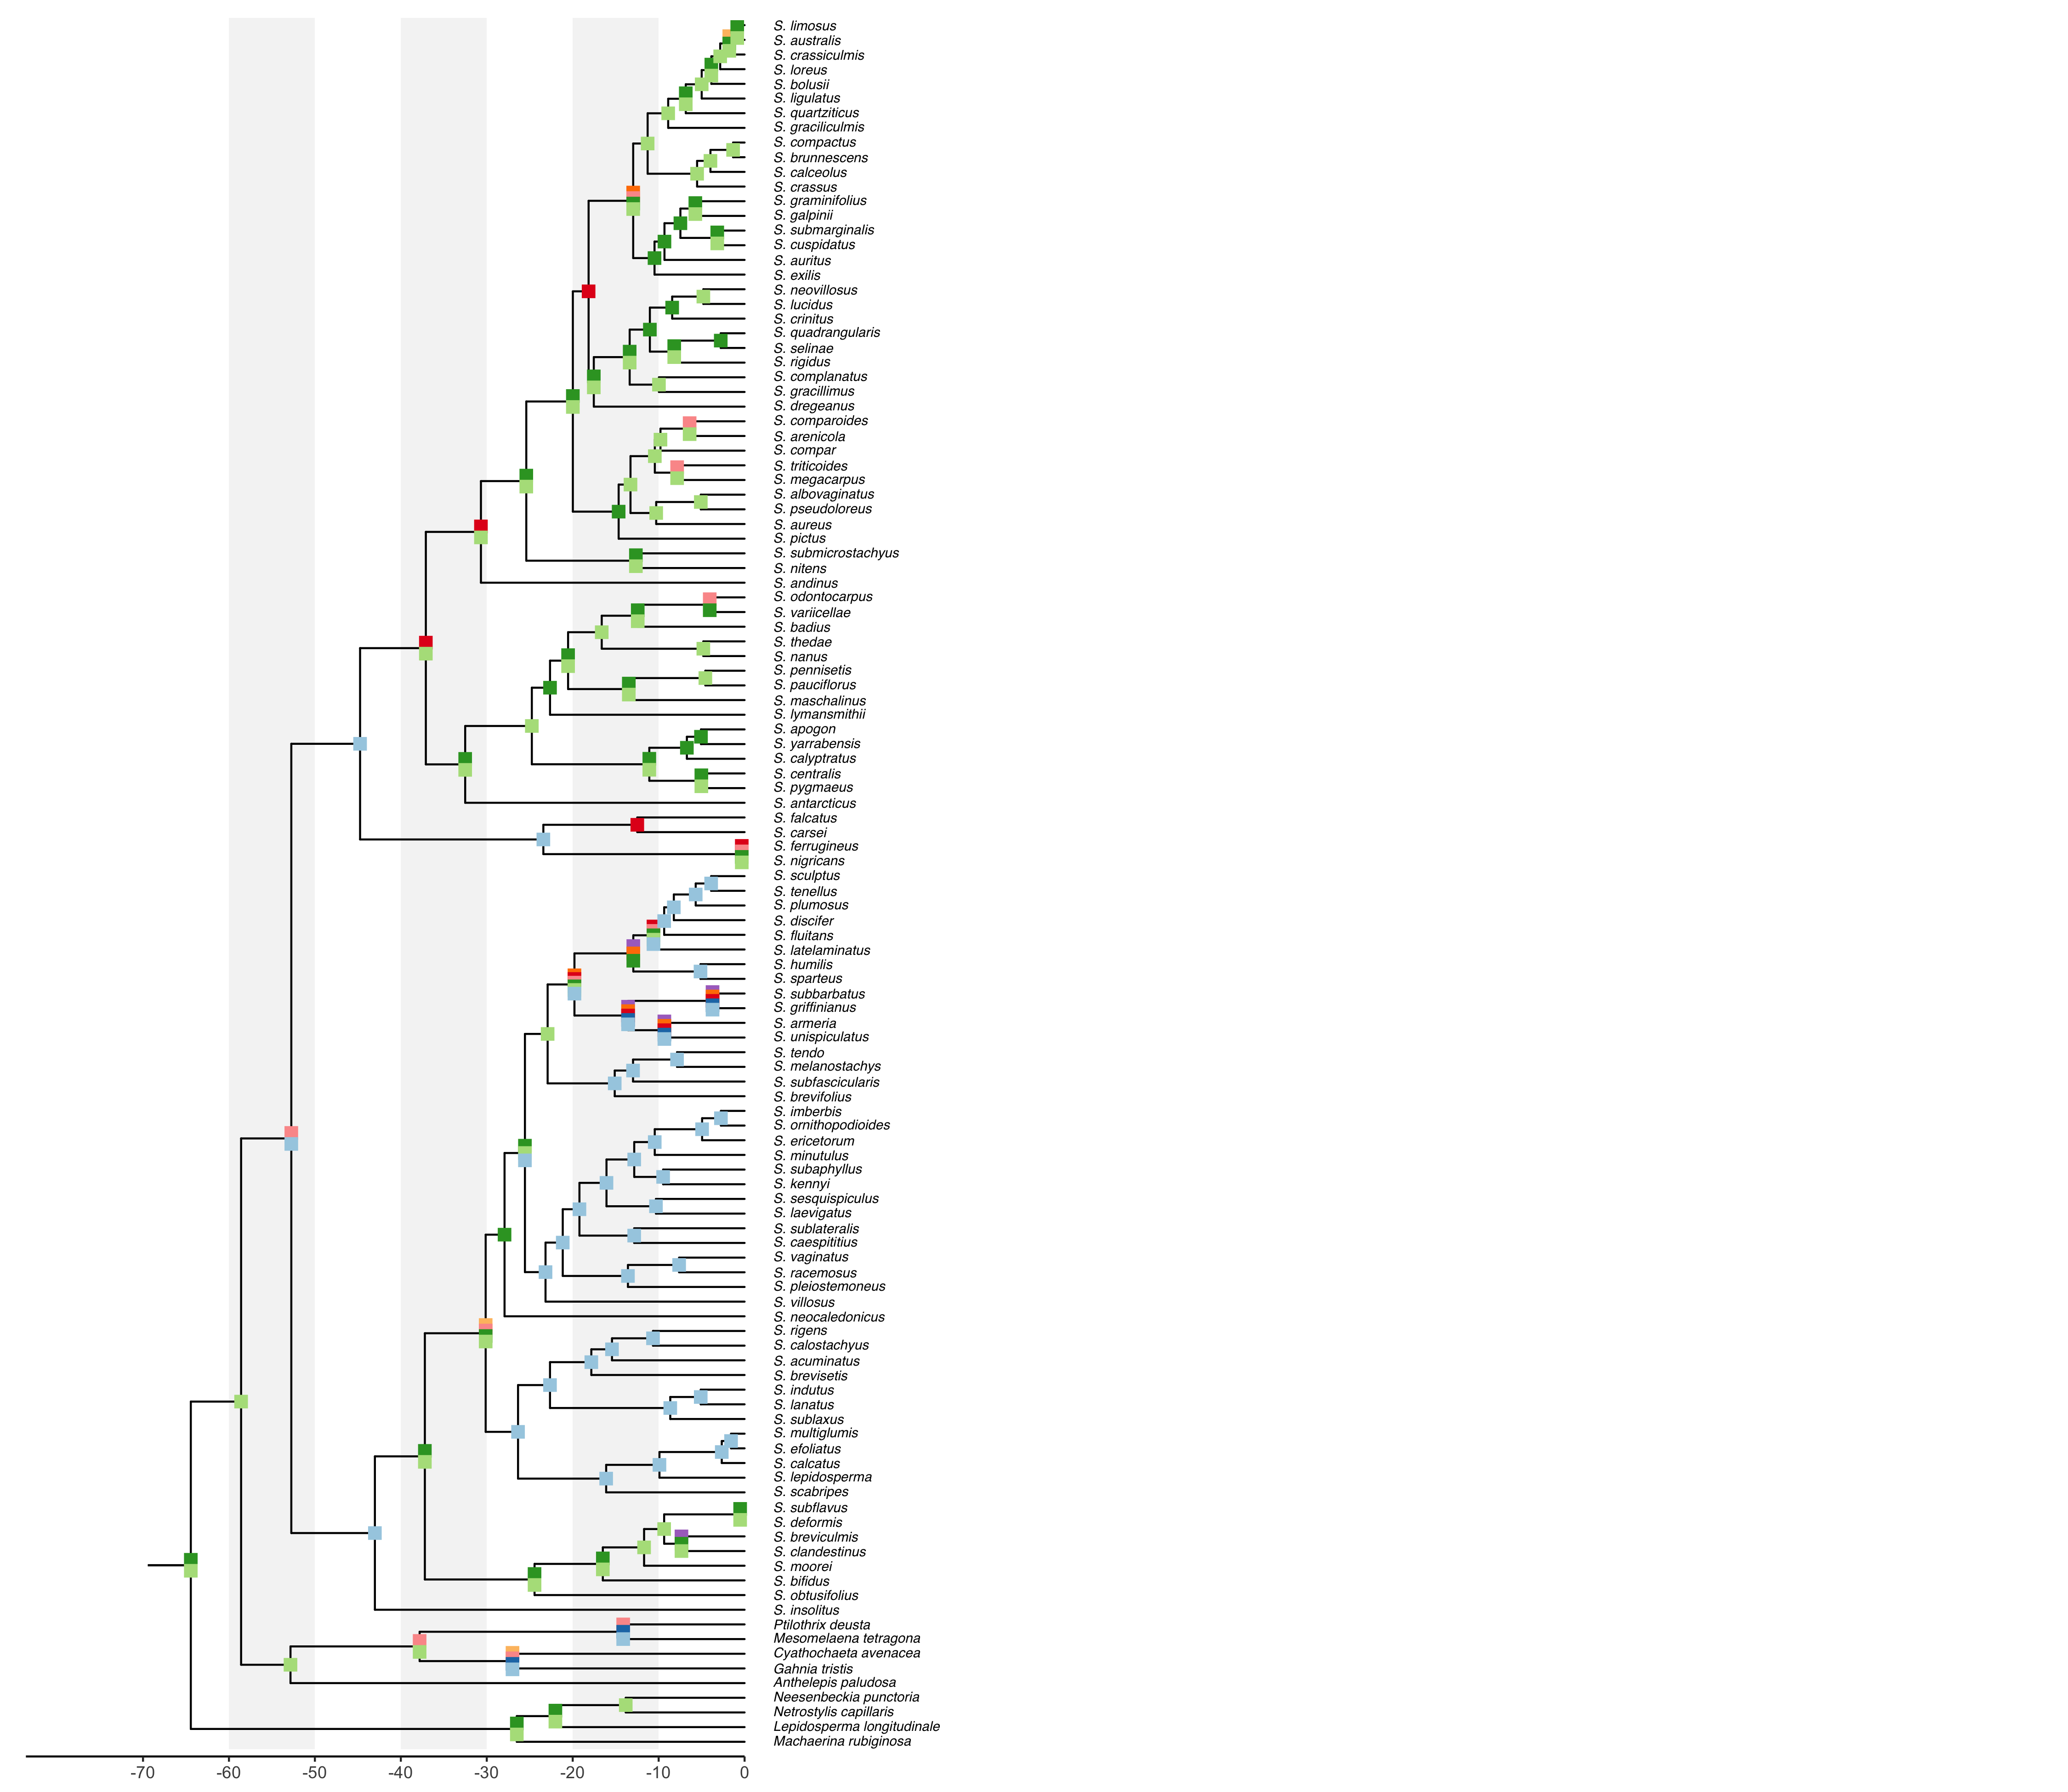 S. limosus
S. australis
S. crassiculmis
S. loreus
S. bolusii
S. ligulatus
S. quartziticus
S. graciliculmis
S. compactus
S. brunnescens
S. calceolus
S. crassus
S. graminifolius
S. galpinii
S. submarginalis
S. cuspidatus
S. auritus
S. exilis
S. neovillosus
S. lucidus
S. crinitus
S. quadrangularis
S. selinae
S. rigidus
S. complanatus
S. gracillimus
S. dregeanus
S. comparoides
S. arenicola
S. compar
S. triticoides
S. megacarpus
S. albovaginatus
S. pseudoloreus
S. aureus
S. pictus
S. submicrostachyus
S. nitens
S. andinus
S. odontocarpus
S. variicellae
S. badius
S. thedae
S. nanus
S. pennisetis
S. pauciflorus
S. maschalinus
S. lymansmithii
S. apogon
S. yarrabensis
S. calyptratus
S. centralis
S. pygmaeus
S. antarcticus
S. falcatus
S. carsei
S. ferrugineus
S. nigricans
S. sculptus
S. tenellus
S. plumosus
S. discifer
S. fluitans
S. latelaminatus
S. humilis
S. sparteus
S. subbarbatus
S. griffinianus
S. armeria
S. unispiculatus
S. tendo
S. melanostachys
S. subfascicularis
S. brevifolius
S. imberbis
S. ornithopodioides
S. ericetorum
S. minutulus
S. subaphyllus
S. kennyi
S. sesquispiculus
S. laevigatus
S. sublateralis
S. caespititius
S. vaginatus
S. racemosus
S. pleiostemoneus
S. villosus
S. neocaledonicus
S. rigens
S. calostachyus
S. acuminatus
S. brevisetis
S. indutus
S. lanatus
S. sublaxus
S. multiglumis
S. efoliatus
S. calcatus
S. lepidosperma
S. scabripes
S. subflavus
S. deformis
S. breviculmis
S. clandestinus
S. moorei
S. bifidus
S. obtusifolius
S. insolitus
Ptilothrix deusta
Mesomelaena tetragona
Cyathochaeta avenacea
Gahnia tristis
Anthelepis paludosa
Neesenbeckia punctoria
Netrostylis capillaris
Lepidosperma longitudinale
Machaerina rubiginosa
-70 -60 -50 -40 -30 -20 -10 0